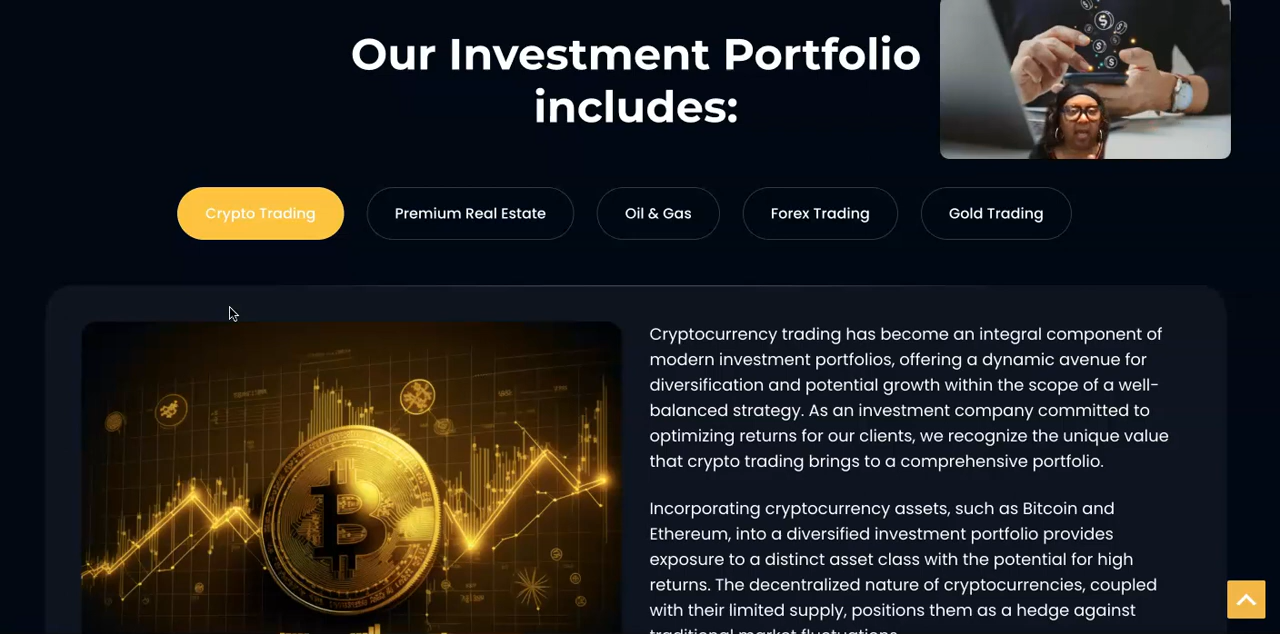 Our Investment Portfolio
includes:
Crypto Trading
Premium Real Estate
Oil & Gas
Forex Trading
Gold Trading
Cryptocurrency trading has become an integral component of
modern investment portfolios, offering a dynamic avenue for
diversification and potential growth within the scope of a well-
balanced strategy. As an investment company committed to
optimizing returns for our clients, we recognize the unique value
that crypto trading brings to a comprehensive portfolio.
Incorporating cryptocurrency assets, such as Bitcoin and
Ethereum, into a diversified investment portfolio provides
exposure to a distinct asset class with the potential for high
returns. The decentralized nature of cryptocurrencies, coupled
with their limited supply, positions them as a hedge against
traditional market fluctuations